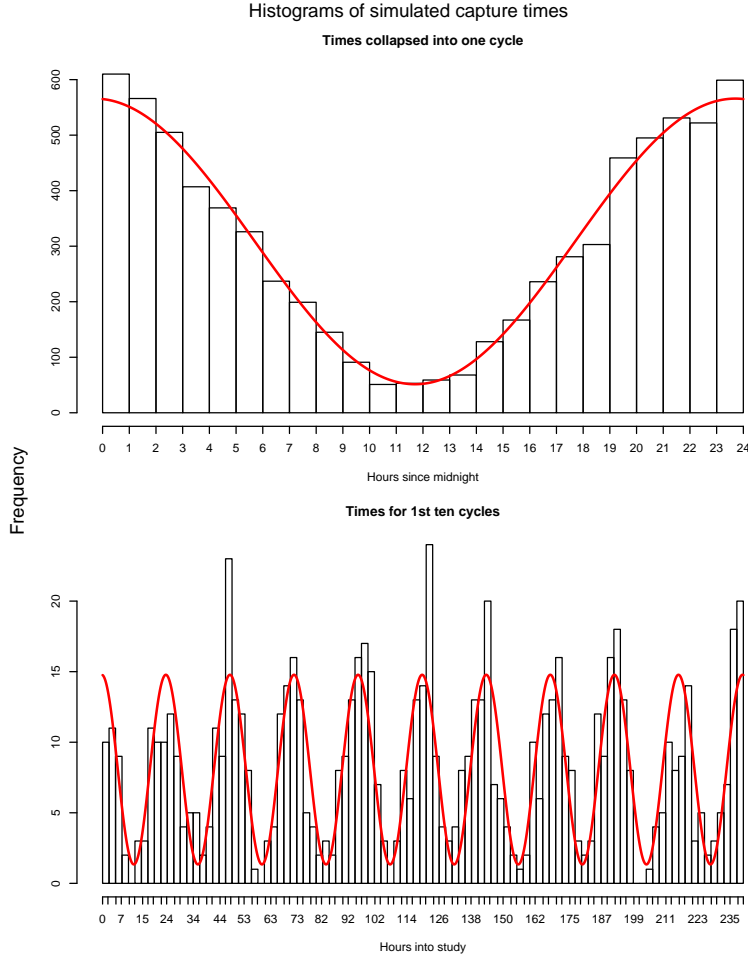 Histograms of simulated capture times
Times collapsed into one cycle
600
500
400
300
200
100
0
0 1 2 3 4 5 6 7 8 9 10 11 12 13 14 15 16 17 18 19 20 21 22 23 24
Hours since midnight
Frequency
Times for 1st ten cycles
20
15
10
5
0
0 7 15 24 34 44 53 63 73 82 92 102 114 126 138 150 162 175 187 199 211 223 235
Hours into study